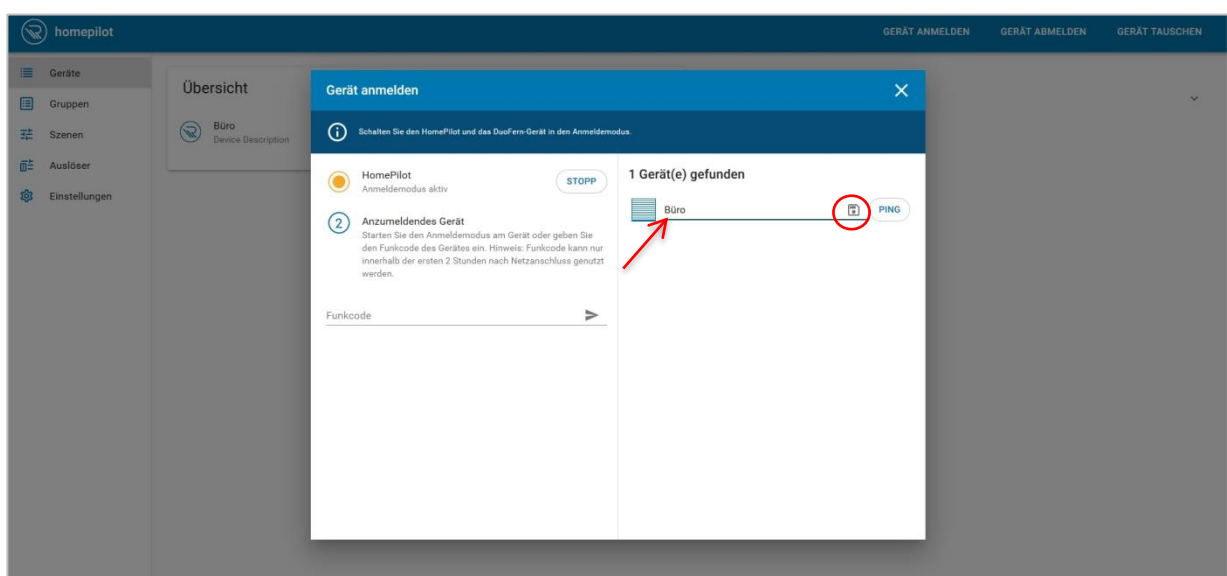 homepilot
GERÄT ANMELDEN
GERÄT ABMELDEN
GERÄT TAUSCHEN
Geräte
Gruppen
Szenen
Auslöser
Einstellungen
Übersicht
Büro
Device Description
Gerät anmelden
Schalten Sie den HomePilot und das DuoFern-Gerät in den Anmeldemodus.
HomePilot
Anmeldemodus aktiv
STOPP
2
Anzumeldendes Gerät
Starten Sie den Anmeldemodus am Gerät oder geben Sie
den Funkcode des Gerätes ein. Hinweis: Funkcode kann nur
innerhalb der ersten 2 Stunden nach Netzanschluss genutzt
werden.
Funkcode
1 Gerät(e) gefunden
Büro
PING